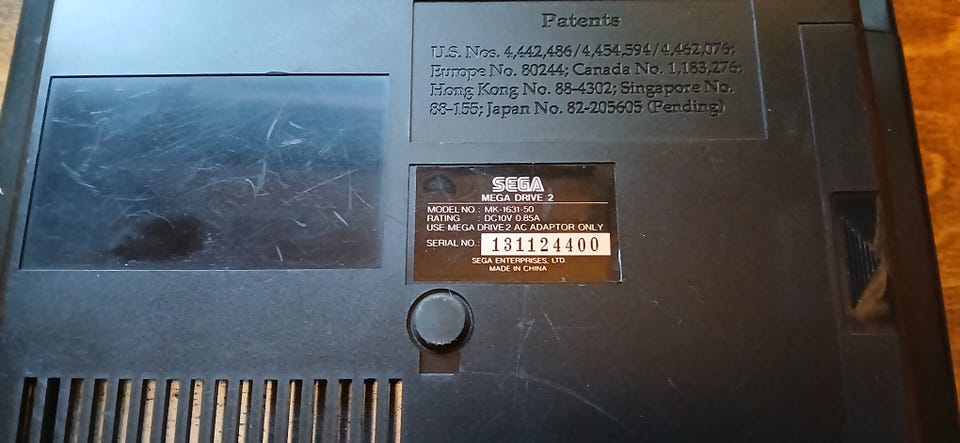 Patents
U.S. Nos. 4,442,486/4,454,594/4,462,076;
Europe No. 80244; Canada No. 1,183,276;
Hong Kong No. 88-4302; Singapore No.
88-155; Japan No. 82-205605 (Pending)
SEGA
MEGA DRIVE 2
MODEL NO.: MK-1631-50
RATING : DC10V 0.85A
USE MEGA DRIVE 2 AC ADAPTOR ONLY
SERIAL NO.: 131124400
SEGA ENTERPRISES, LTD.
MADE IN CHINA